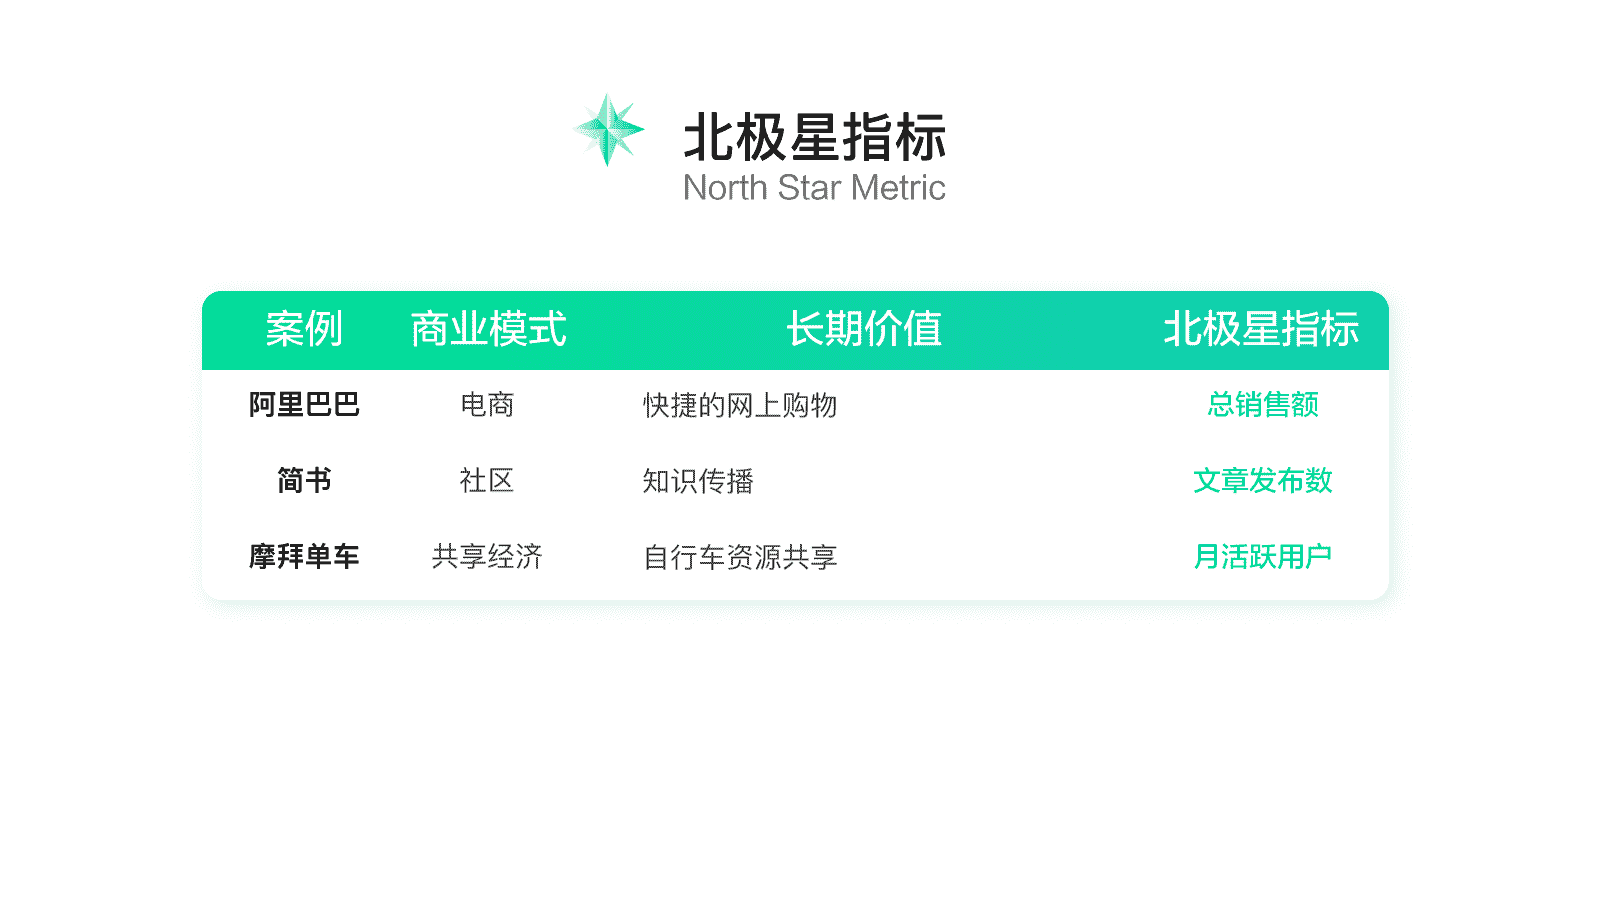 北极星指标
North Star Metric
案例 商业模式 长期价值 北极星指标
阿里巴巴 电商 快捷的网上购物 总销售额
简书 社区 知识传播 文章发布数
摩拜单车 共享经济 自行车资源共享 月活跃用户